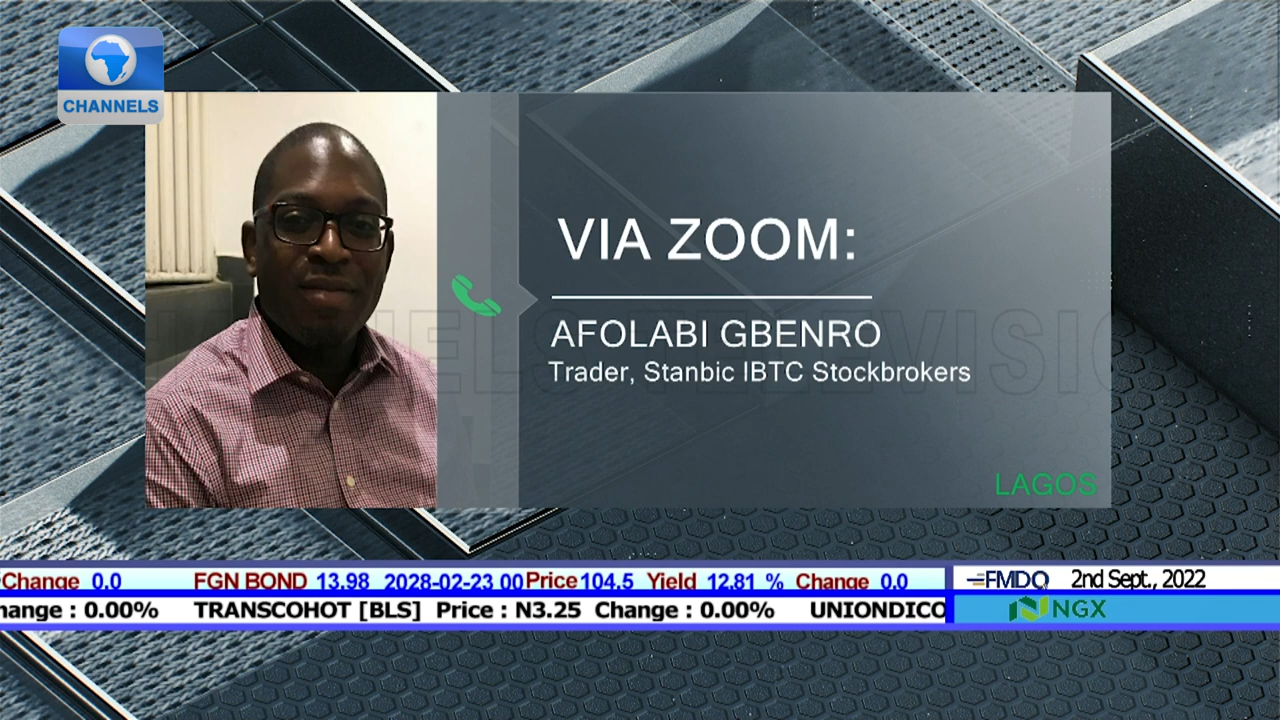 CHANNELS
VIA ZOOM:
AFOLABI GBENRO
Trader, Stanbic IBTC Stockbrokers
CHANNELS TELEVISIO
LAGOS
Change 0.0 FGN BOND 13.98 2028-02-23 00 Price 104.5 Yield 12.81 % Change 0.0
FMDQ 2nd Sept., 2022
hange : 0.00% TRANSCOHOT [BLS] Price : N3.25 Change : 0.00% UNIONDICO
NGX